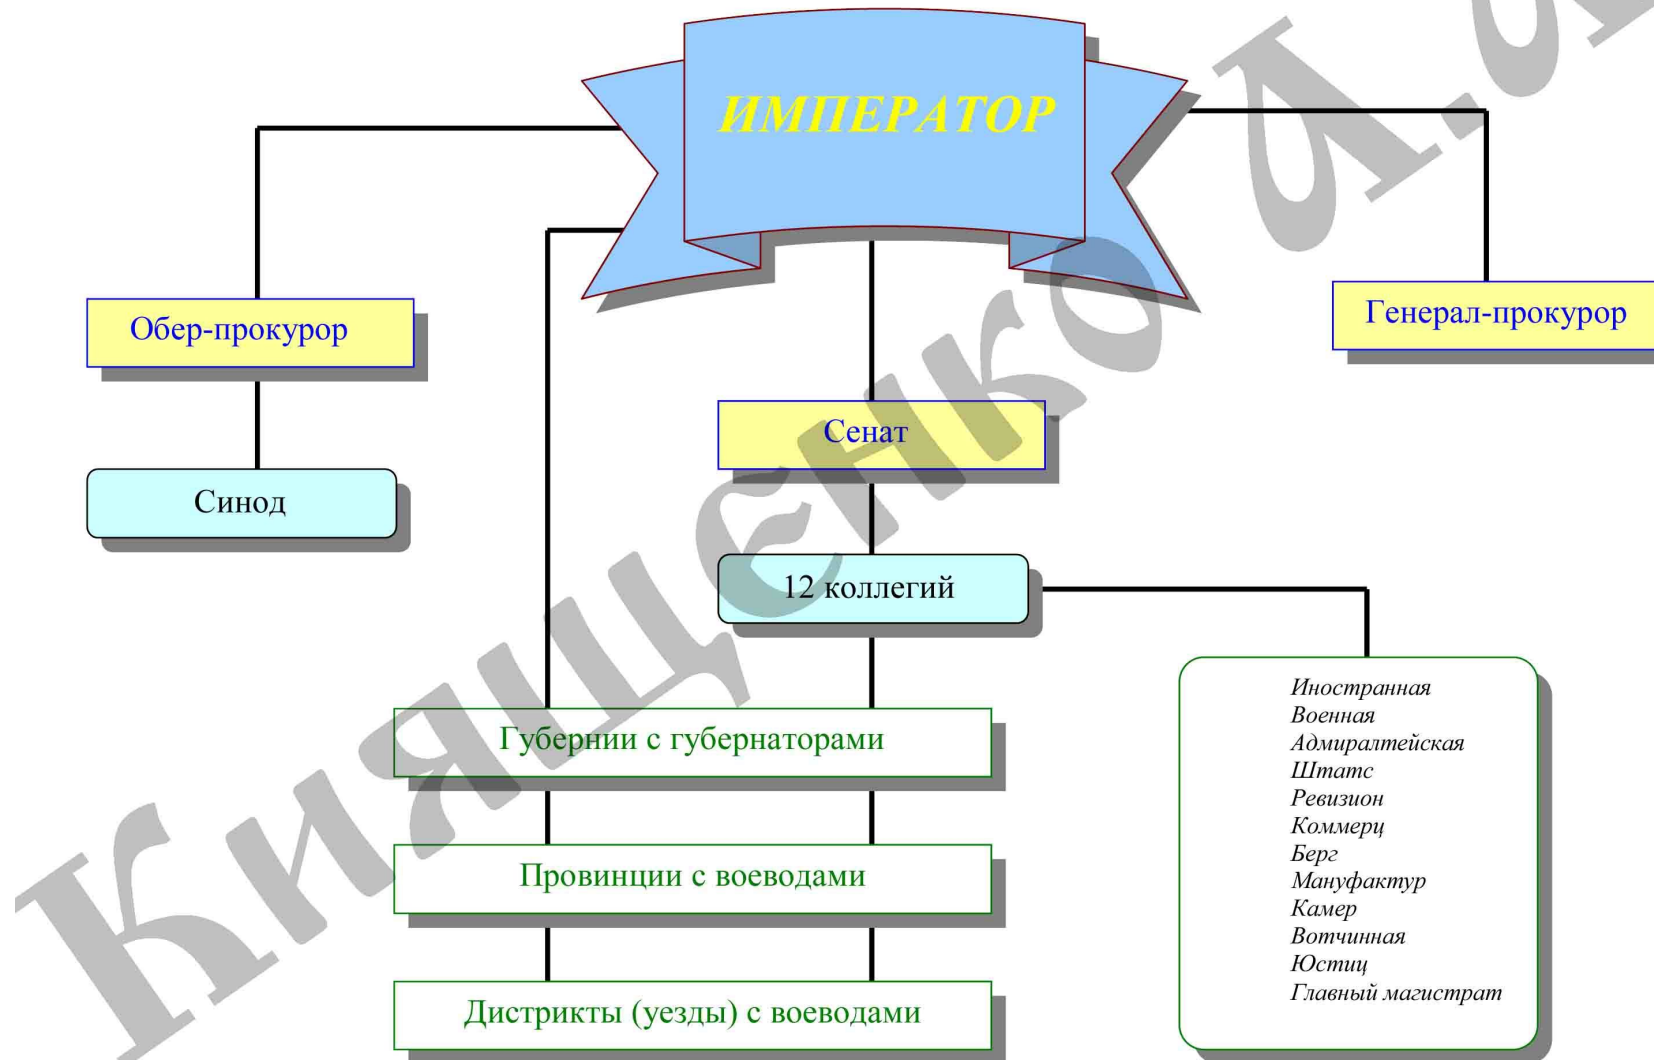 ИМПЕРАТОР
Обер-прокурор
Генерал-прокурор
Сенат
Синод
12 коллегий
Иностранная
Военная
Адмиралтейская
Штатс
Ревизион
Коммерц
Берг
Мануфактур
Камер
Вотчинная
Юстиц
Главный магистрат
Губернии с губернаторами
Провинции с воеводами
Дистрикты (уезды) с воеводами
Киященко